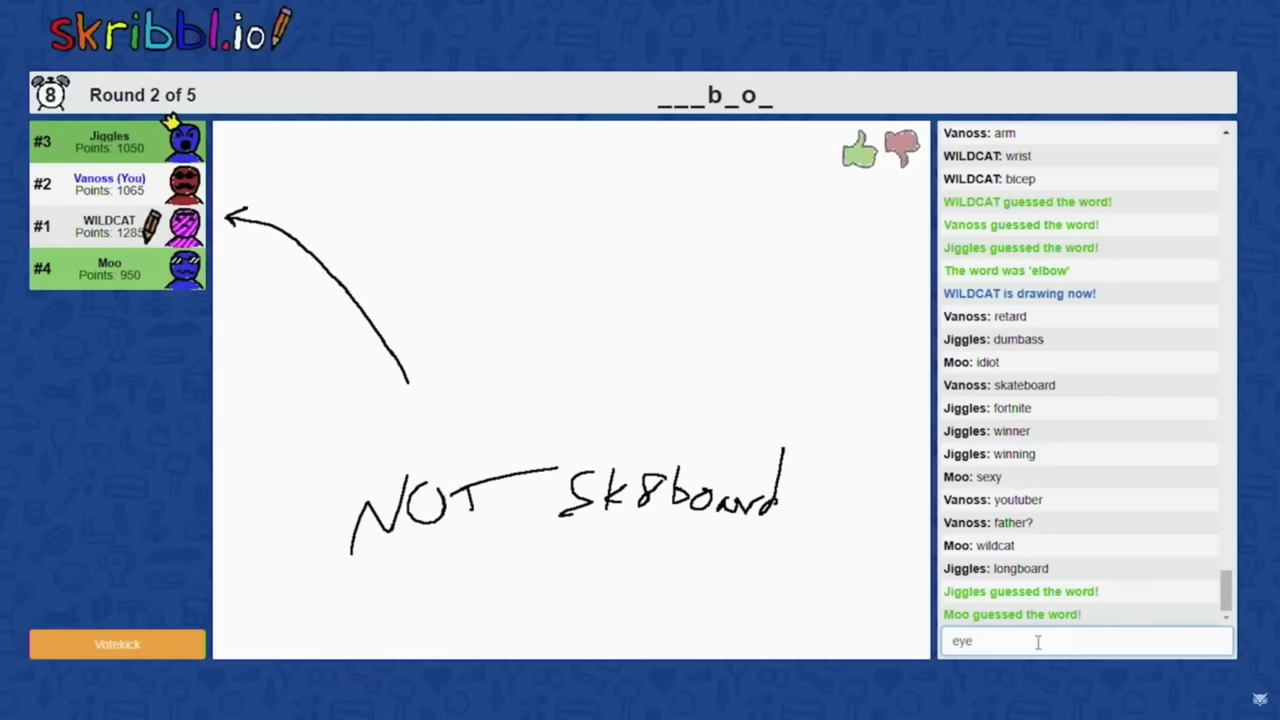 skribbl.io
8
Round 2 of 5
___b_o_
#3
Jiggles
Points: 1050
#2
Vanoss (You)
Points: 1065
#1
WILDCAT
Points: 1285
#4
Moo
Points: 950
Votekick
NOT Sk8board
Vanoss: arm
WILDCAT: wrist
WILDCAT: bicep
WILDCAT guessed the word!
Vanoss guessed the word!
Jiggles guessed the word!
The word was 'elbow'
WILDCAT is drawing now!
Vanoss: retard
Jiggles: dumbass
Moo: idiot
Vanoss: skateboard
Jiggles: fortnite
Jiggles: winner
Jiggles: winning
Moo: sexy
Vanoss: youtuber
Vanoss: father?
Moo: wildcat
Jiggles: longboard
Jiggles guessed the word!
Moo guessed the word!
eye